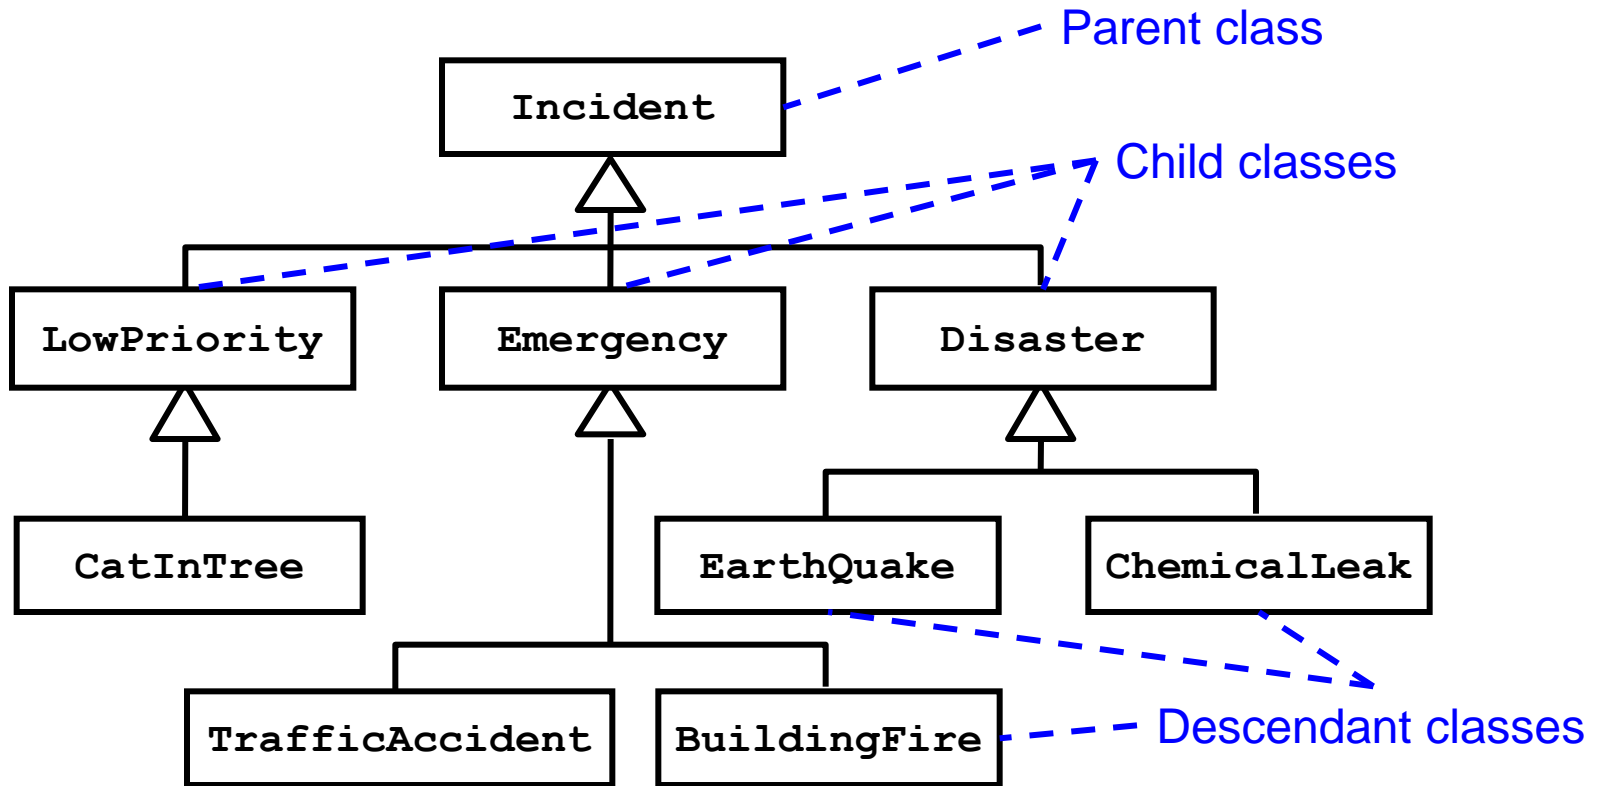 Parent class
Incident
Child classes
LowPriority
Emergency
Disaster
CatInTree
EarthQuake
ChemicalLeak
TrafficAccident
BuildingFire
Descendant classes